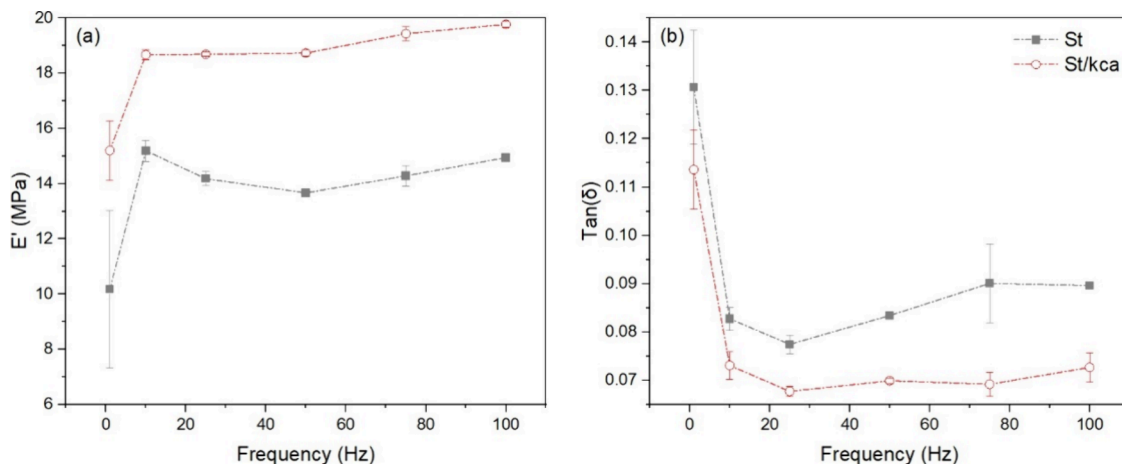 (a)
20
18
16
14
12
10
8
6
E' (MPa)
0 20 40 60 80 100
Frequency (Hz)
(b)
St
St/kca
0.14
0.13
0.12
0.11
0.10
0.09
0.08
0.07
Tan(δ)
0 20 40 60 80 100
Frequency (Hz)